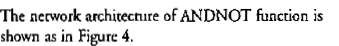 The network architecture of ANDNOT function is
shown as in Figure 4.